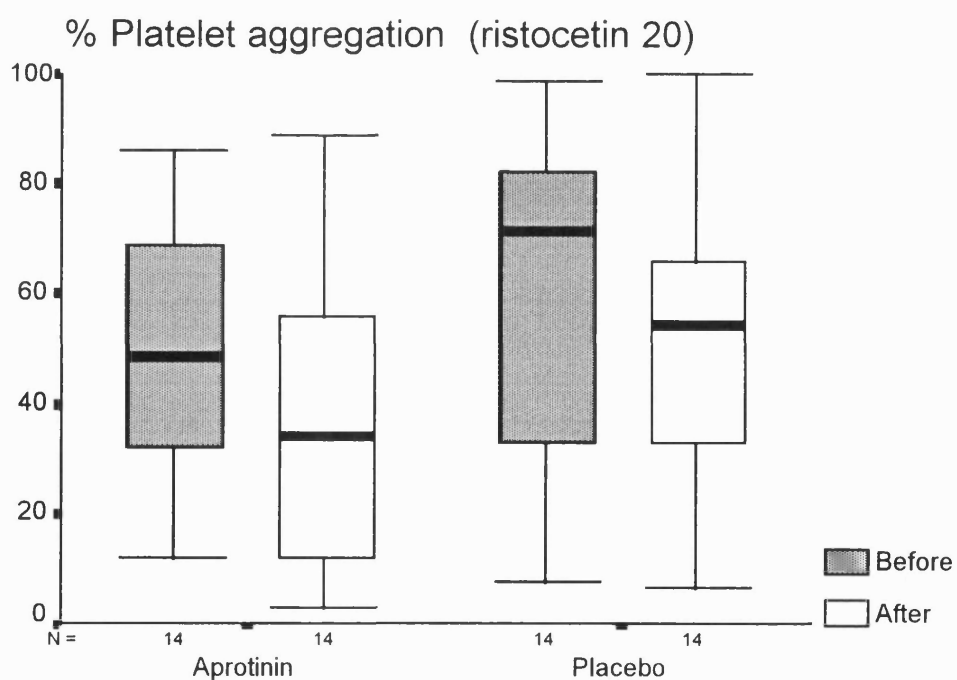 % Platelet aggregation (ristocetin 20)
100
80
60
40
20
0
N = 14 14 14 14
Aprotinin Placebo
Before
After